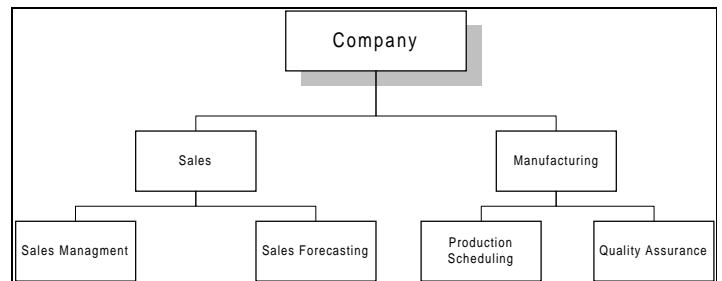 Company
Sales
Manufacturing
Sales Managment
Sales Forecasting
Production
Scheduling
Quality Assurance